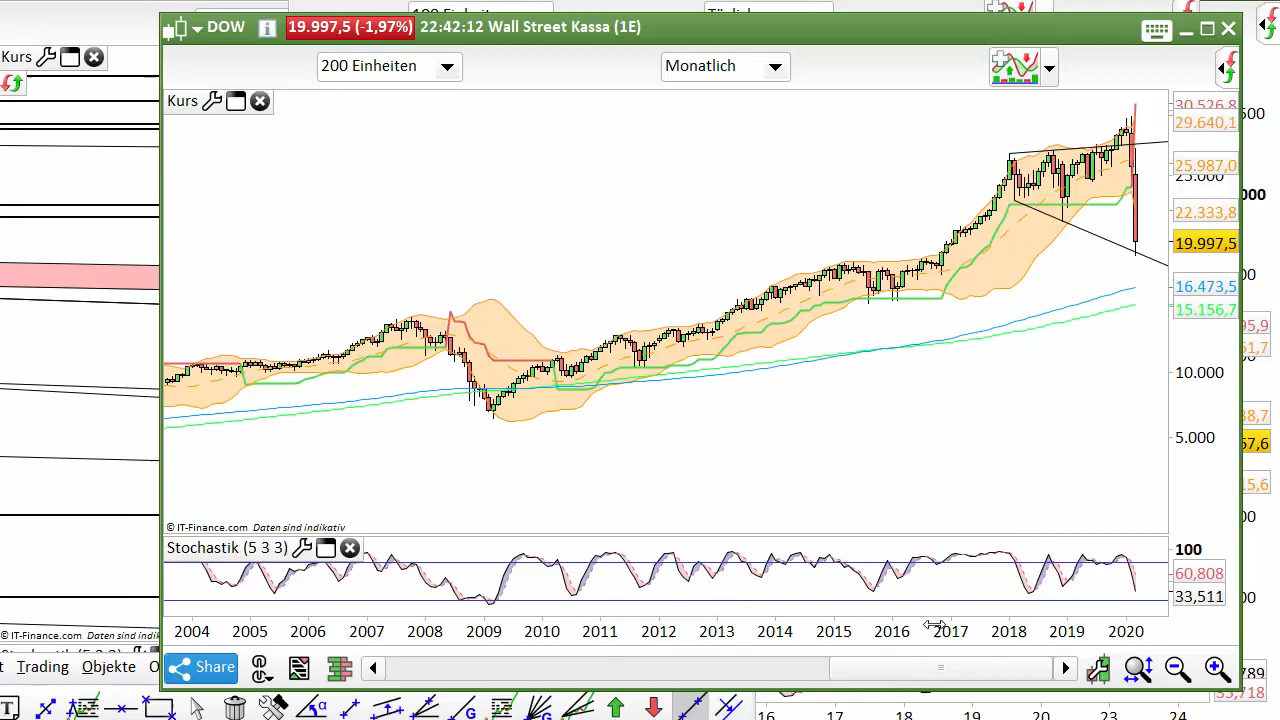 DOW
19.997,5 (-1,97%)
22:42:12 Wall Street Kassa (1E)
200 Einheiten
Monatlich
Kurs
Kurs
30.526,8
29.640,1
25.987,0
25.000
22.333,8
19.997,5
16.473,5
15.156,7
10.000
5.000
© IT-Finance.com Daten sind indikativ
Stochastik (5 3 3)
100
60,808
33,511
2004 2005 2006 2007 2008 2009 2010 2011 2012 2013 2014 2015 2016 2017 2018 2019 2020
Share
© IT-Finance.com Daten sind indik
Trading Objekte
16 17 18 19 20 21 22 23 24